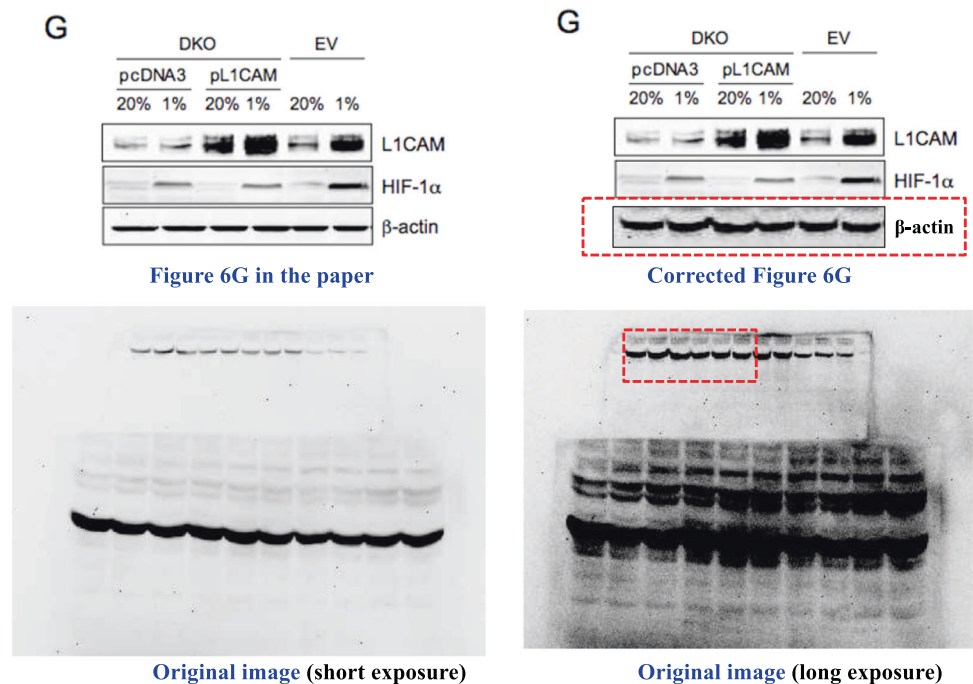 G
DKO EV
pcDNA3 pL1CAM
20% 1% 20% 1% 20% 1%
L1CAM
HIF-1α
β-actin
Figure 6G in the paper
G
DKO EV
pcDNA3 pL1CAM
20% 1% 20% 1% 20% 1%
L1CAM
HIF-1α
β-actin
Corrected Figure 6G
Original image (short exposure)
Original image (long exposure)